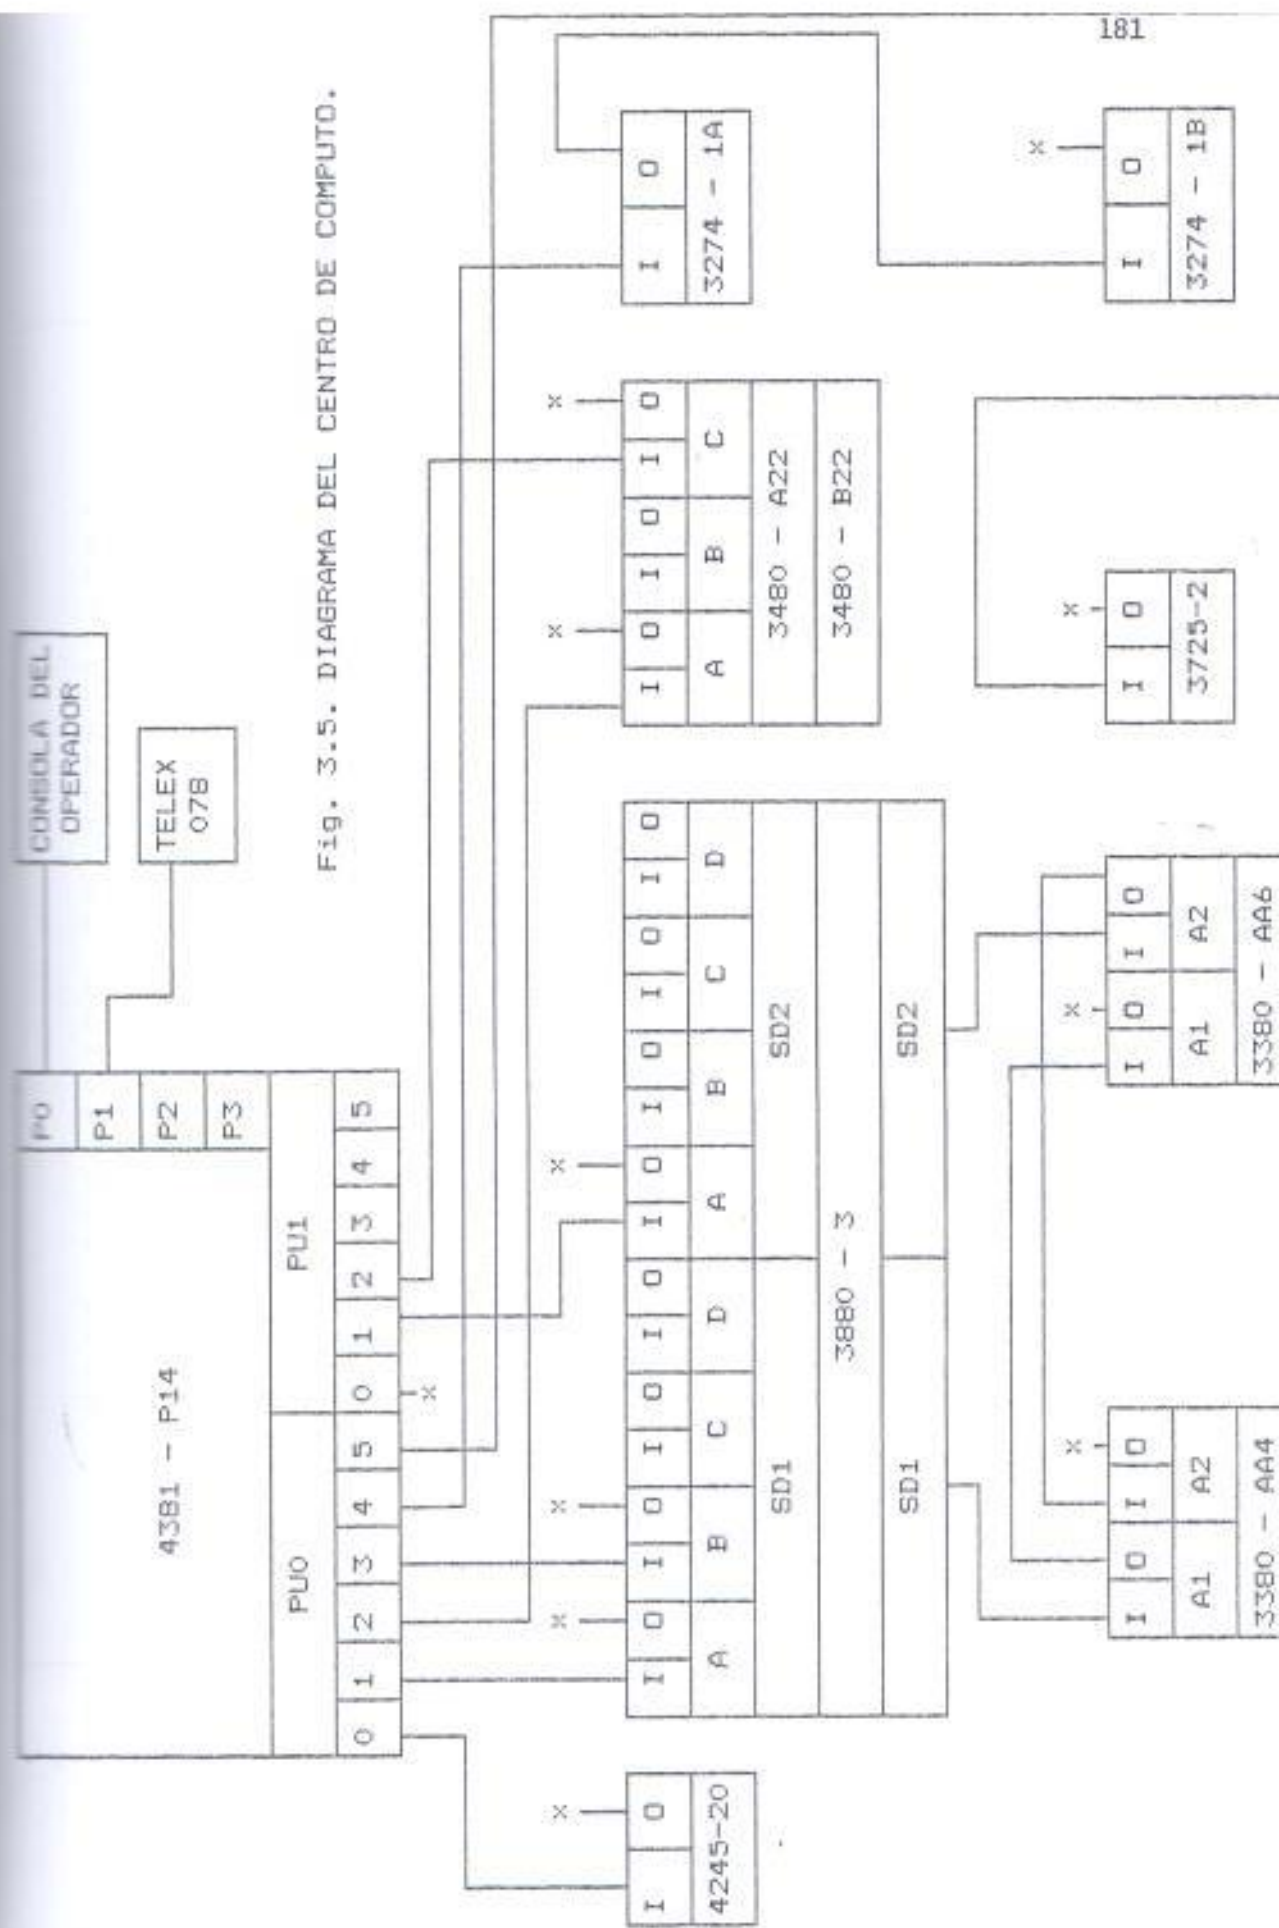 181
CONSOLA DEL
OPERADOR
TELEX
078
P0
P1
P2
P3
4381 - P14
PU0
PU1
0 1 2 3 4 5 0 1 2 3 4 5
X
Fig. 3.5. DIAGRAMA DEL CENTRO DE COMPUTO.
X
I O
4245-20
X X X
I O I O I O I O I O I O I O I O
A B C D A B C D
SD1 SD2
3880 - 3
SD1 SD2
X X
I O I O I O
A B C
3480 - A22
3480 - B22
I O
3274 - 1A
X
I O I O
A1 A2
3380 - AA4
X
I O I O
A1 A2
3380 - AA6
X
I O
3725-2
X
I O
3274 - 1B